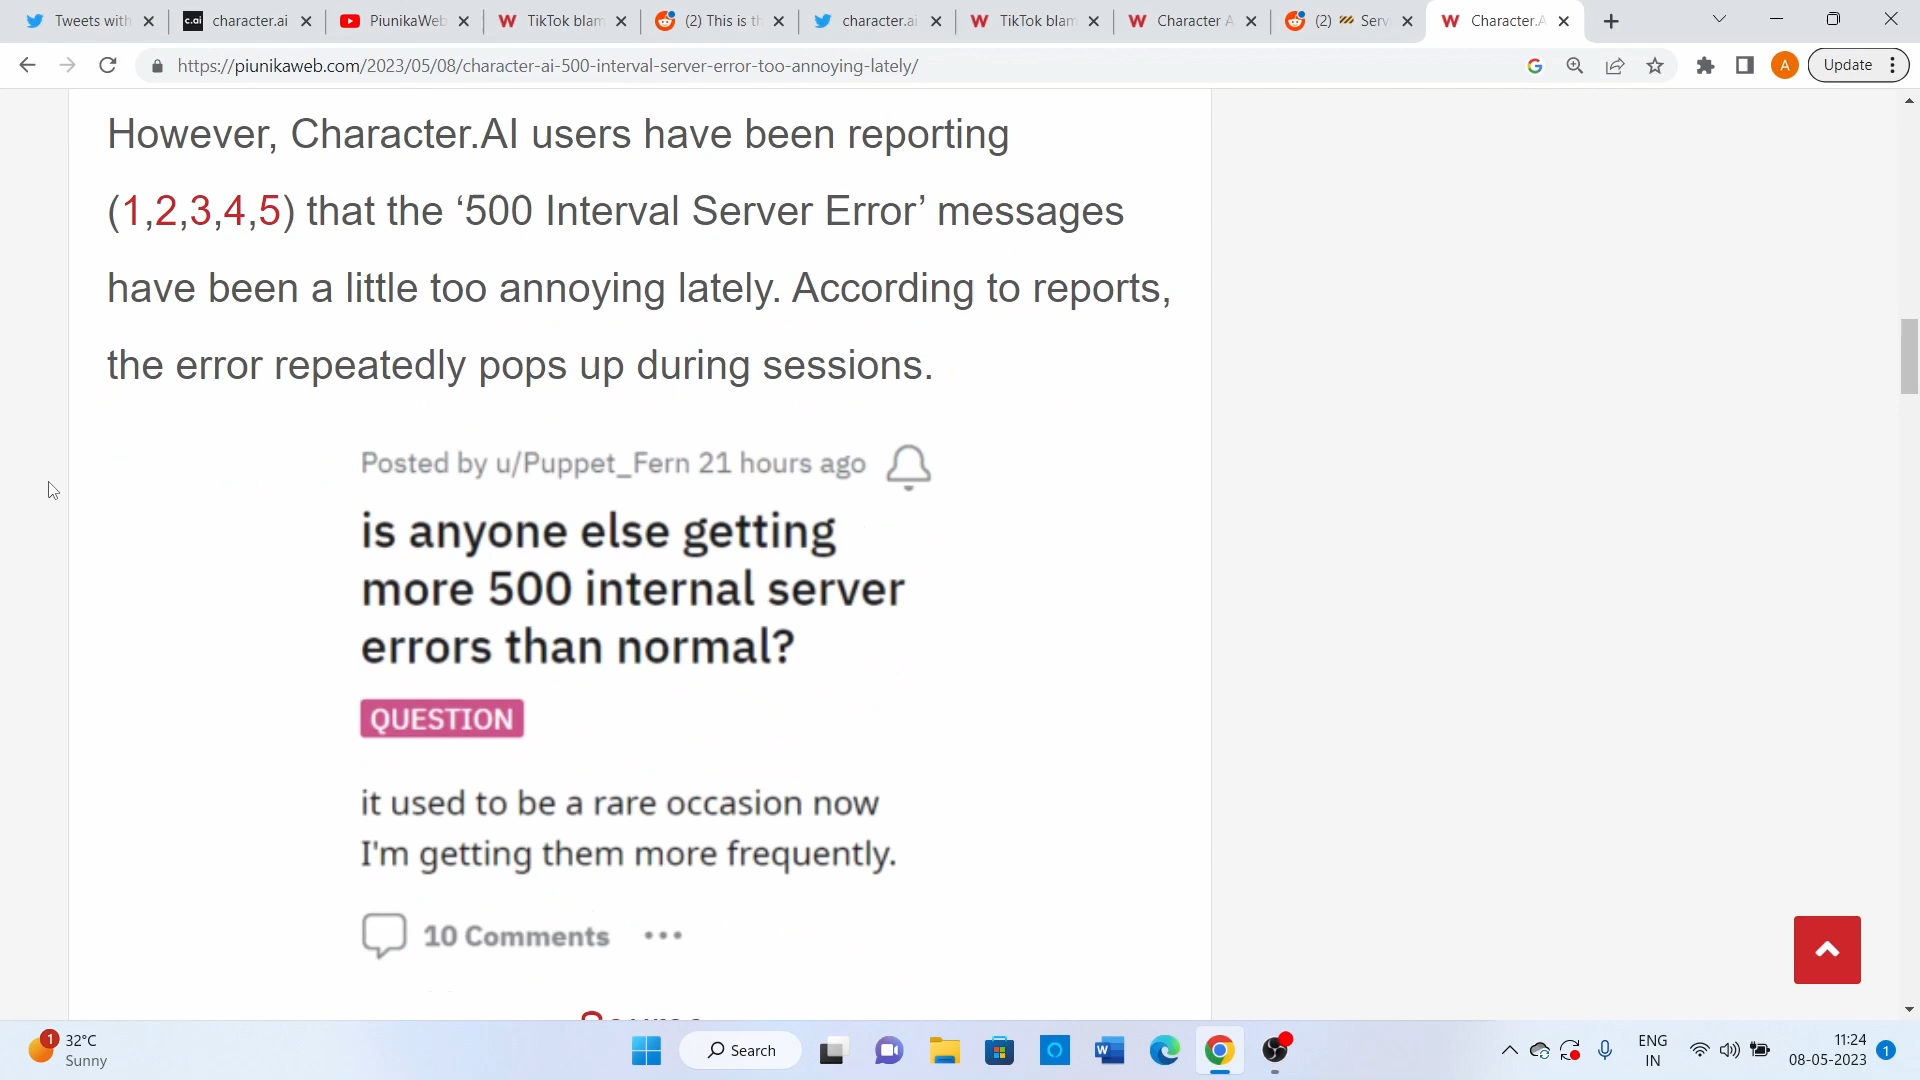 Tweets with
character.ai
PiunikaWeb
TikTok blam
(2) This is th
character.ai
TikTok blam
Character A
(2) 🚧 Serv
Character.A
https://piunikaweb.com/2023/05/08/character-ai-500-interval-server-error-too-annoying-lately/
A
Update
However, Character.AI users have been reporting
(1,2,3,4,5) that the ‘500 Interval Server Error’ messages
have been a little too annoying lately. According to reports,
the error repeatedly pops up during sessions.
Posted by u/Puppet_Fern 21 hours ago
is anyone else getting
more 500 internal server
errors than normal?
QUESTION
it used to be a rare occasion now
I'm getting them more frequently.
10 Comments •••
1
32°C
Sunny
Search
ENG
IN
11:24
08-05-2023
1